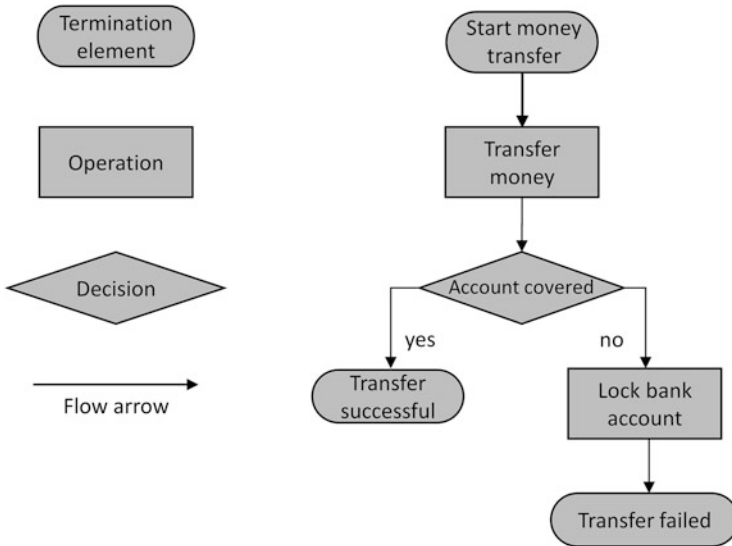 Termination
element
Operation
Decision
Flow arrow
Start money
transfer
Transfer
money
Account covered
yes
no
Transfer
successful
Lock bank
account
Transfer failed